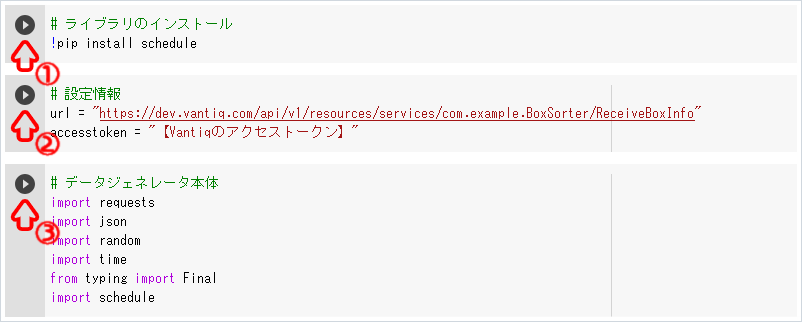 # ライブラリのインストール
!pip install schedule
①
# 設定情報
url = "https://dev.vantiq.com/api/v1/resources/services/com.example.BoxSorter/ReceiveBoxInfo"
accesstoken = "【Vantiqのアクセストークン】"
②
# データジェネレータ本体
import requests
import json
import random
import time
from typing import Final
import schedule
③